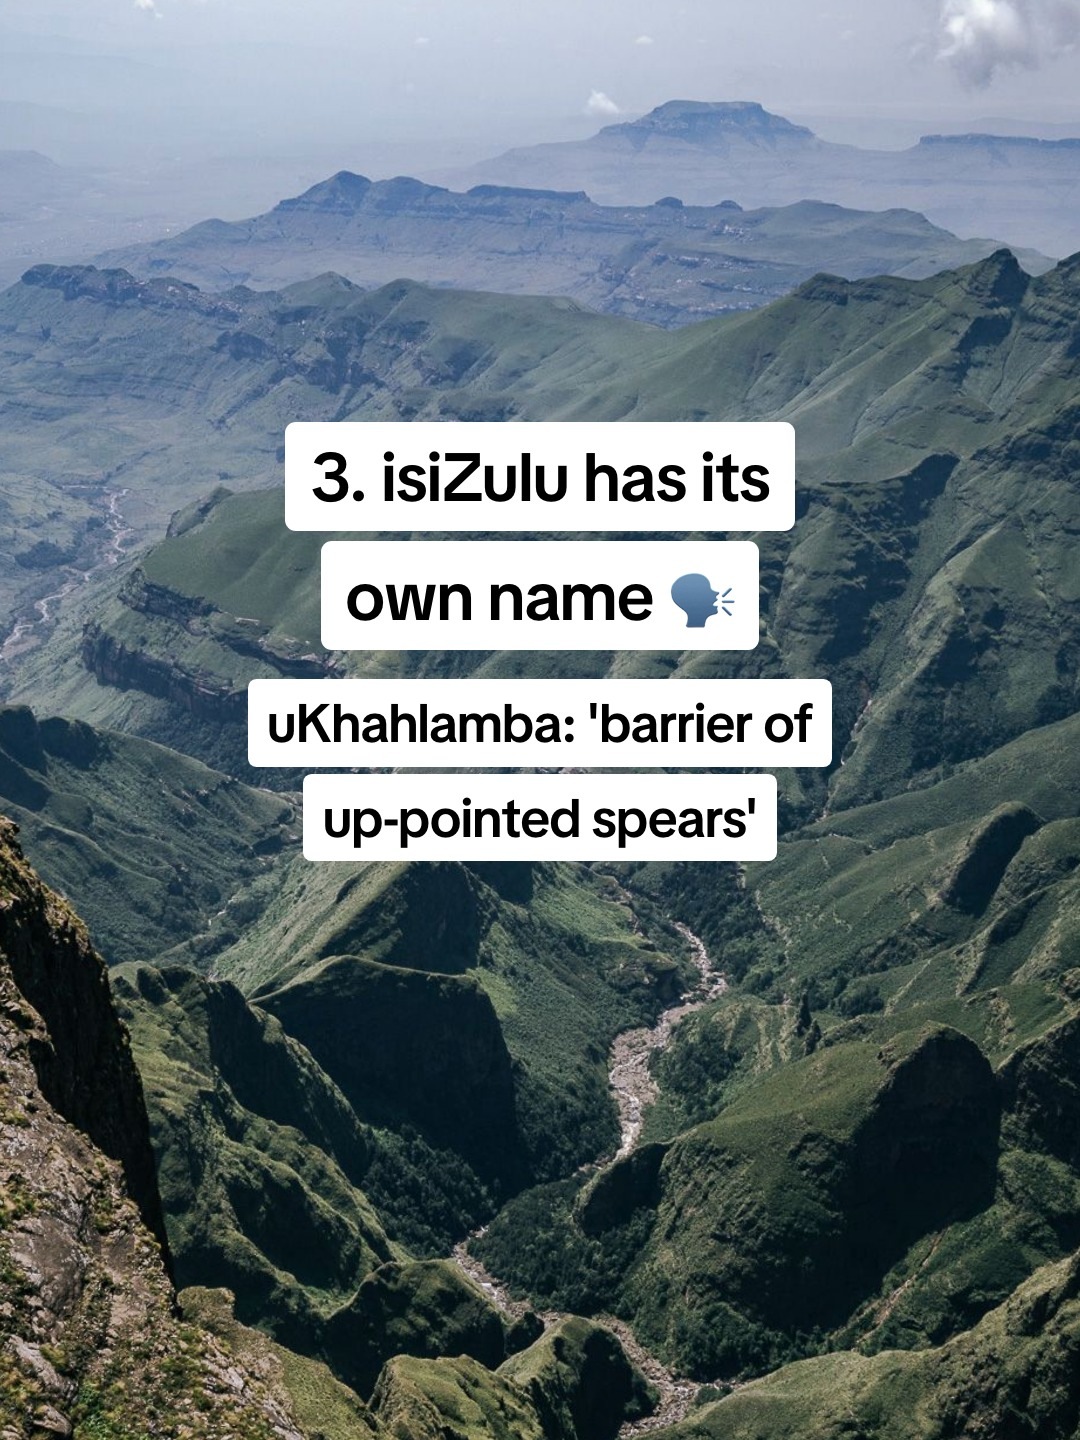 3. isiZulu has its
own name 🗣️
uKhahlamba: 'barrier of
up-pointed spears'